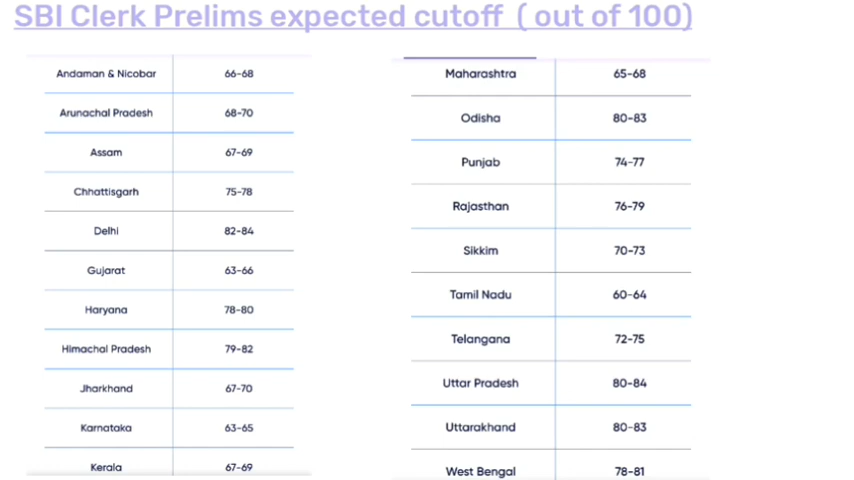 SBI Clerk Prelims expected cutoff ( out of 100)
Andaman & Nicobar 66-68
Arunachal Pradesh 68-70
Assam 67-69
Chhattisgarh 75-78
Delhi 82-84
Gujarat 63-66
Haryana 78-80
Himachal Pradesh 79-82
Jharkhand 67-70
Karnataka 63-65
Kerala 67-69
Maharashtra 65-68
Odisha 80-83
Punjab 74-77
Rajasthan 76-79
Sikkim 70-73
Tamil Nadu 60-64
Telangana 72-75
Uttar Pradesh 80-84
Uttarakhand 80-83
West Bengal 78-81